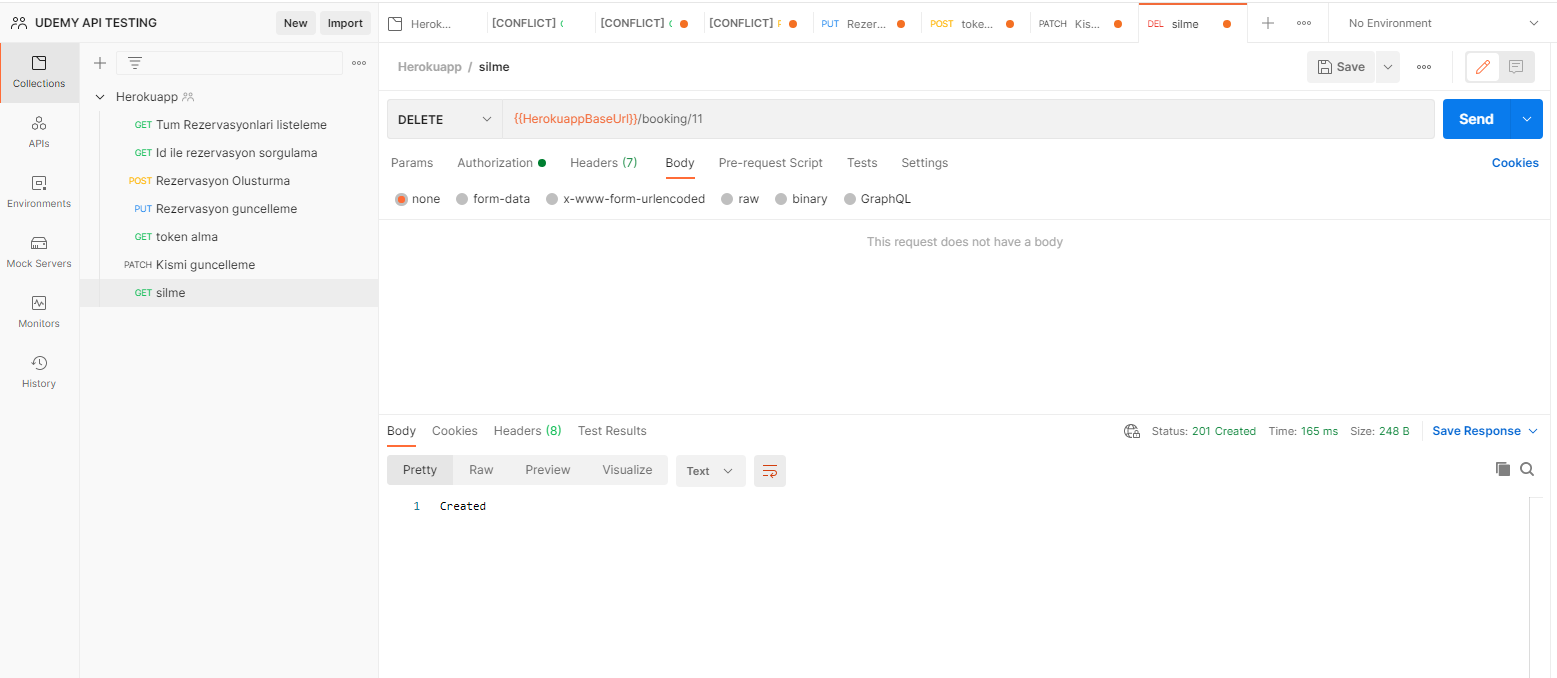 UDEMY API TESTING
New
Import
Herok...
[CONFLICT]
[CONFLICT]
[CONFLICT]
PUT Rezer...
POST toke...
PATCH Kis...
DEL silme
No Environment
Collections
APIs
Environments
Mock Servers
Monitors
History
Herokuapp
GET Tum Rezervasyonlari listeleme
GET Id ile rezervasyon sorgulama
POST Rezervasyon Olusturma
PUT Rezervasyon guncelleme
GET token alma
PATCH Kismi guncelleme
GET silme
Herokuapp / silme
Save
DELETE
{{HerokuappBaseUrl}}/booking/11
Send
Params
Authorization
Headers (7)
Body
Pre-request Script
Tests
Settings
Cookies
none
form-data
x-www-form-urlencoded
raw
binary
GraphQL
This request does not have a body
Body
Cookies
Headers (8)
Test Results
Status: 201 Created
Time: 165 ms
Size: 248 B
Save Response
Pretty
Raw
Preview
Visualize
Text
1 Created